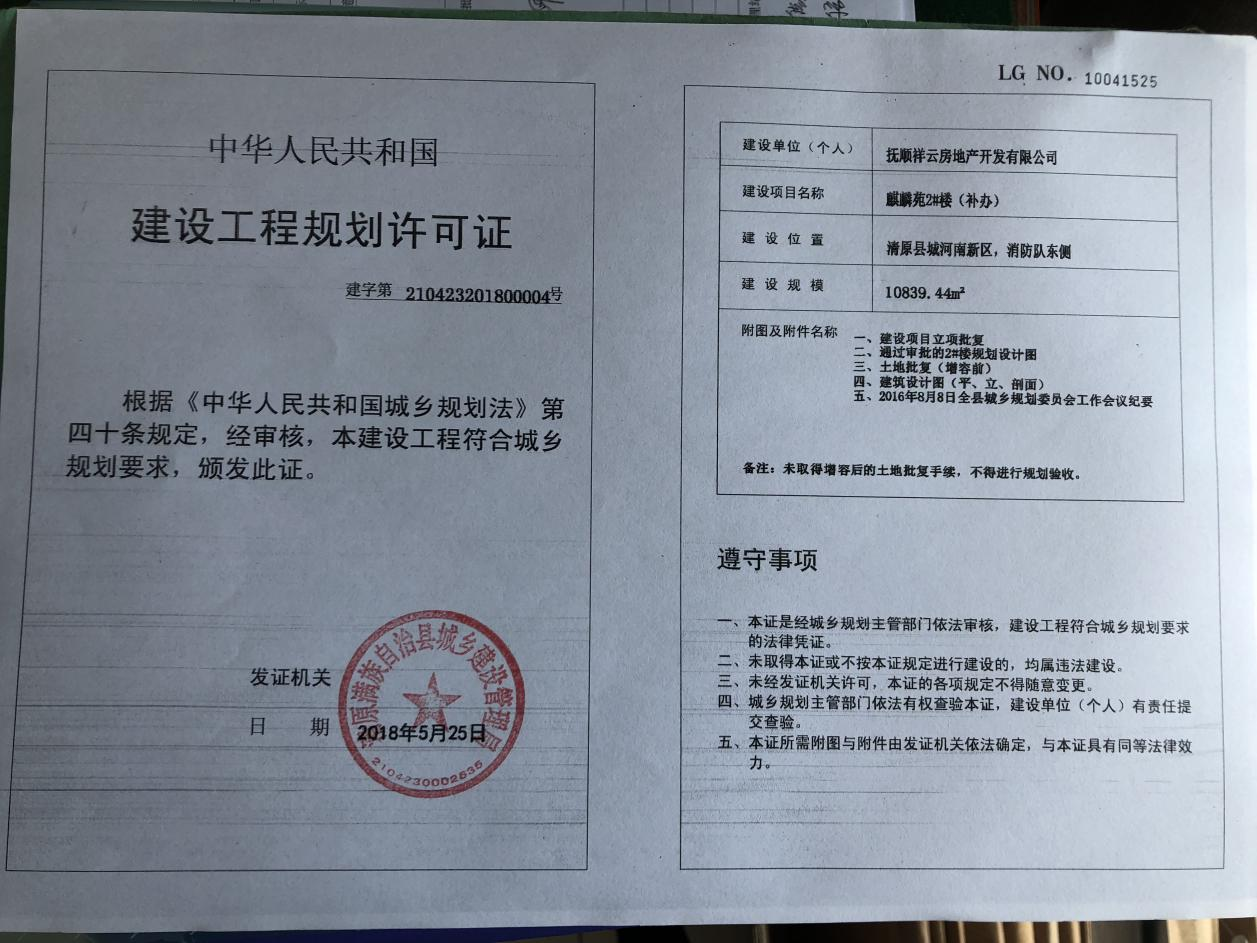 中华人民共和国
建设工程规划许可证
建字第 210423201800004号
根据《中华人民共和国城乡规划法》第
四十条规定，经审核，本建设工程符合城乡
规划要求，颁发此证。
发证机关
日 期 2018年5月25日
原满族自治县城乡建设管理
2104230002635
LG NO. 10041525
建设单位（个人） 抚顺祥云房地产开发有限公司
建设项目名称 麒麟苑2#楼（补办）
建设位置 清原县城河南新区，消防队东侧
建设规模 10839.44m²
附图及附件名称
一、建设项目立项批复
二、通过审批的2#楼规划设计图
三、土地批复（增容前）
四、建筑设计图（平、立、剖面）
五、2016年8月8日全县城乡规划委员会工作会议纪要
备注：未取得增容后的土地批复手续，不得进行规划验收。
遵守事项
一、本证是经城乡规划主管部门依法审核，建设工程符合城乡规划要求
的法律凭证。
二、未取得本证或不按本证规定进行建设的，均属违法建设。
三、未经发证机关许可，本证的各项规定不得随意变更。
四、城乡规划主管部门依法有权查验本证，建设单位（个人）有责任提
交查验。
五、本证所需附图与附件由发证机关依法确定，与本证具有同等法律效
力。